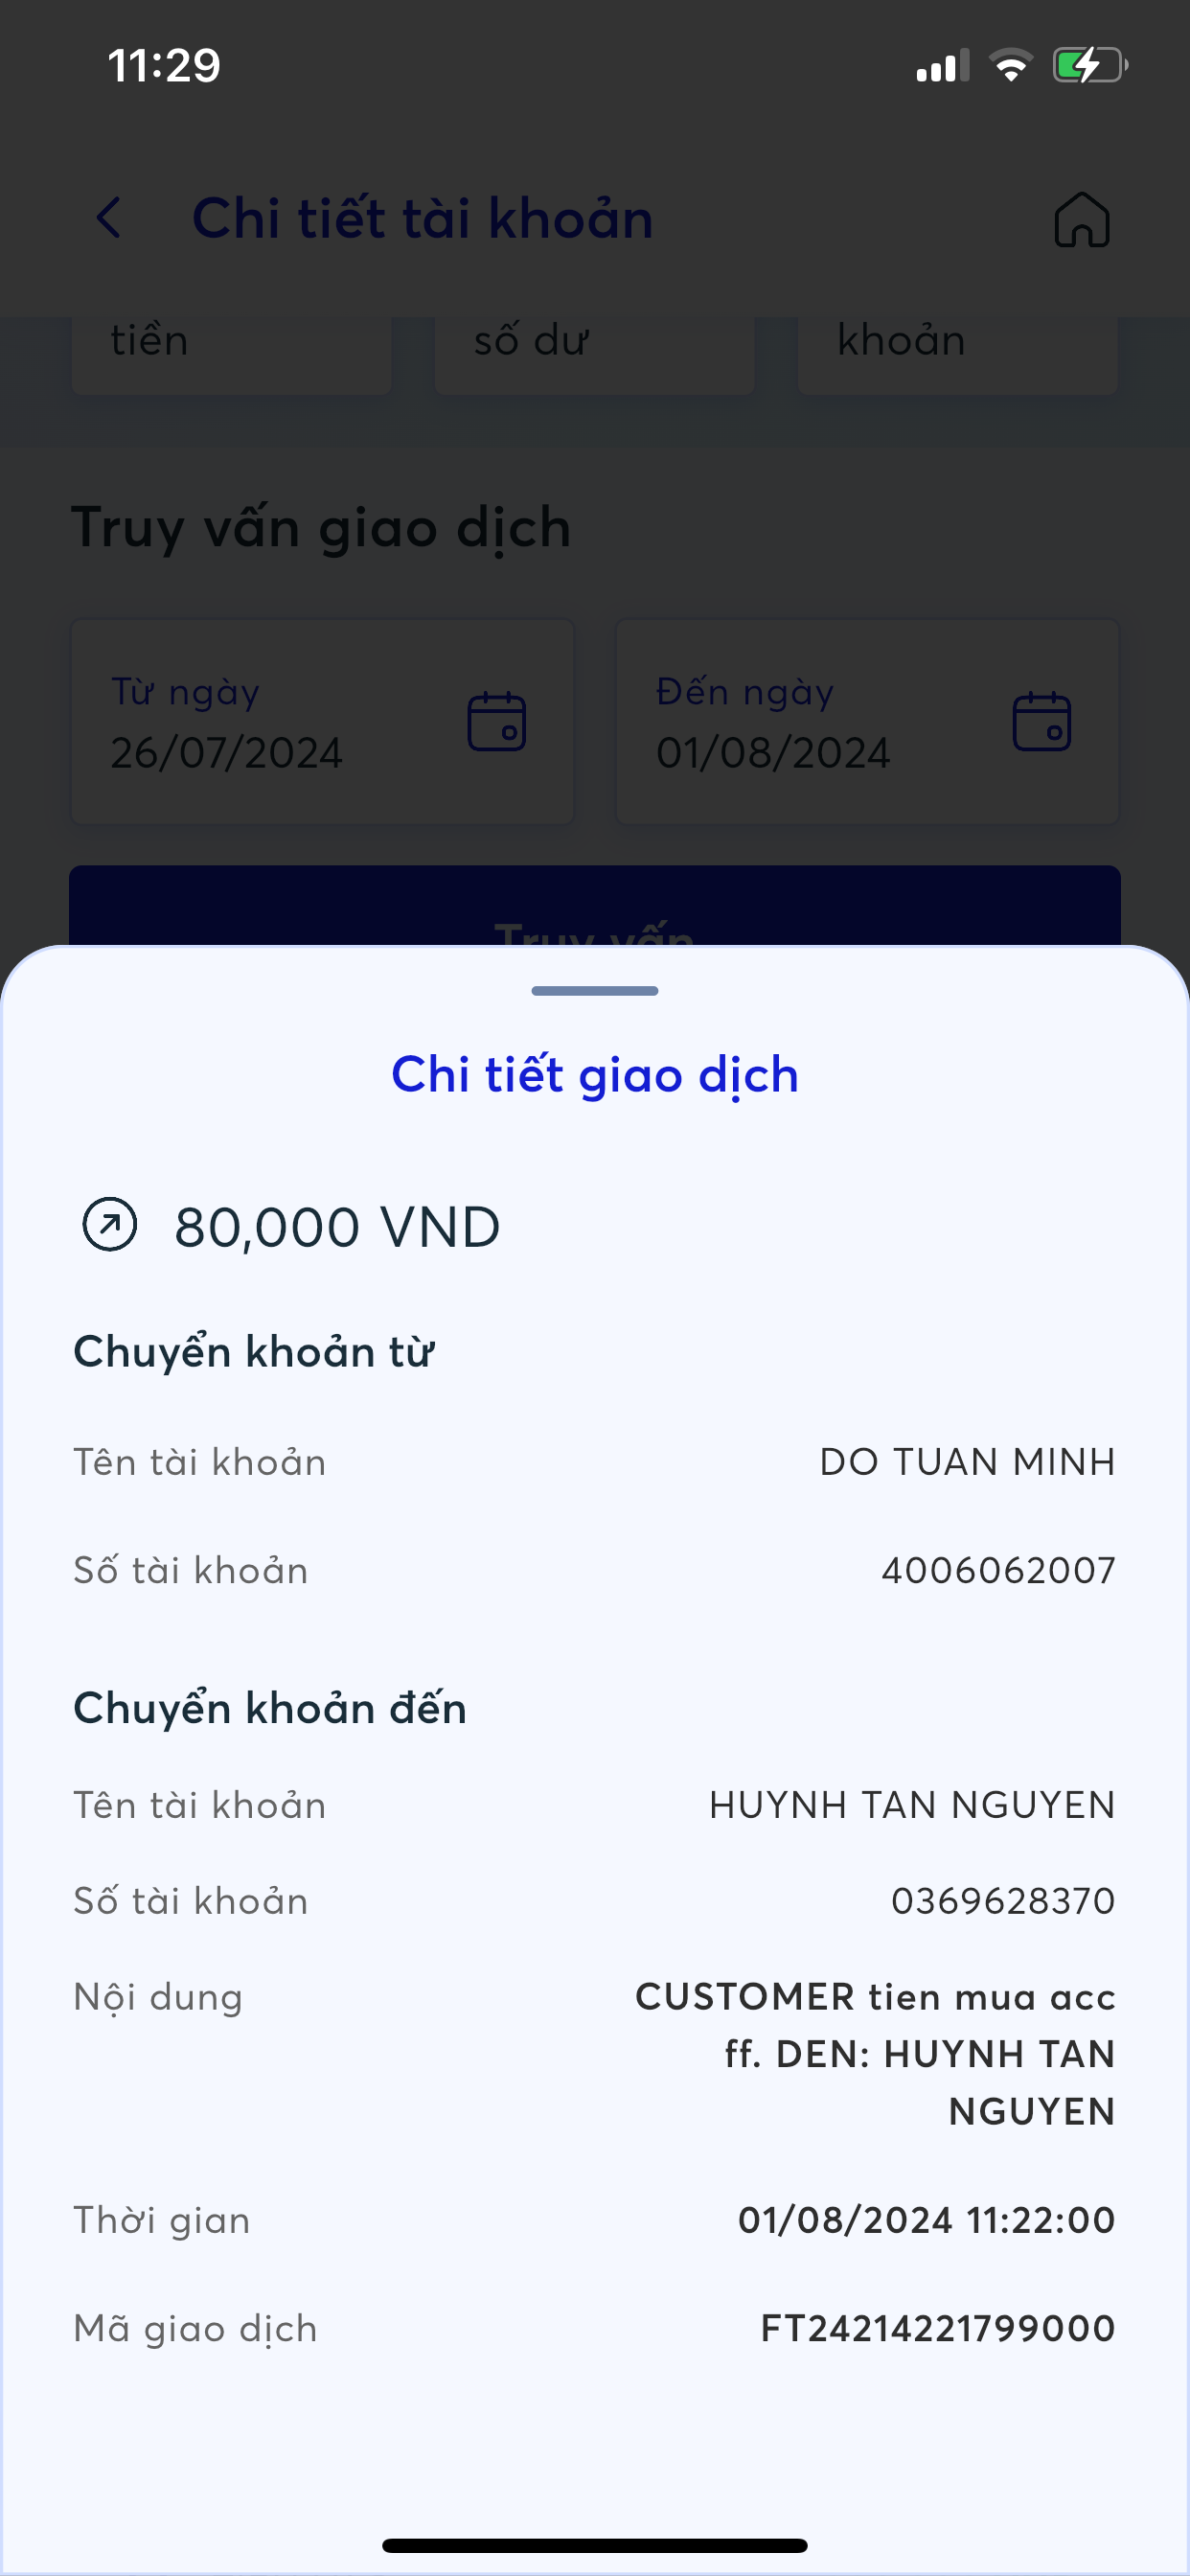 11:29
Chi tiết tài khoản
tiền số dư khoản
Truy vấn giao dịch
Từ ngày Đến ngày
26/07/2024 01/08/2024
Truy vấn
Chi tiết giao dịch
80,000 VND
Chuyển khoản từ
Tên tài khoản DO TUAN MINH
Số tài khoản 4006062007
Chuyển khoản đến
Tên tài khoản HUYNH TAN NGUYEN
Số tài khoản 0369628370
Nội dung CUSTOMER tien mua acc
ff. DEN: HUYNH TAN
NGUYEN
Thời gian 01/08/2024 11:22:00
Mã giao dịch FT24214221799000